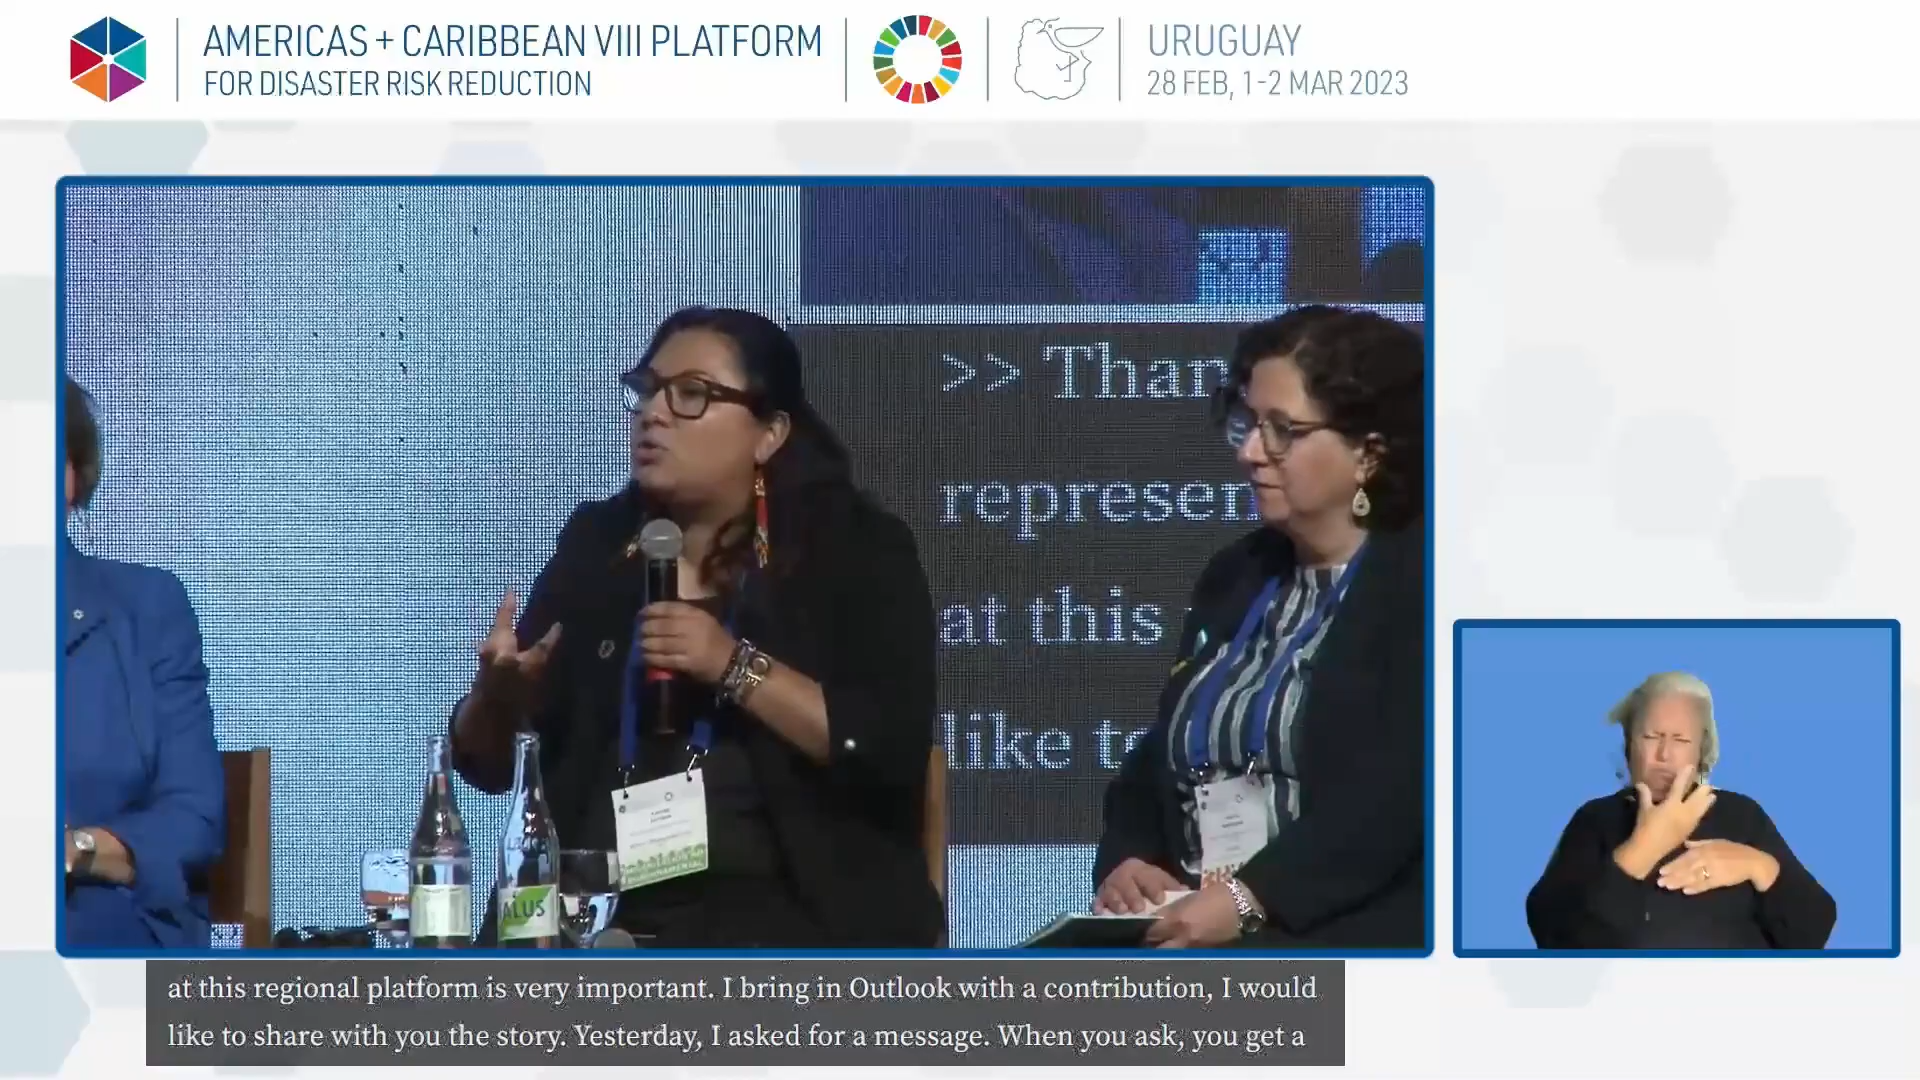 AMERICAS + CARIBBEAN VIII PLATFORM
FOR DISASTER RISK REDUCTION
URUGUAY
28 FEB, 1-2 MAR 2023
>> Than
represen
at this
like to
ALUS
at this regional platform is very important. I bring in Outlook with a contribution, I would
like to share with you the story. Yesterday, I asked for a message. When you ask, you get a